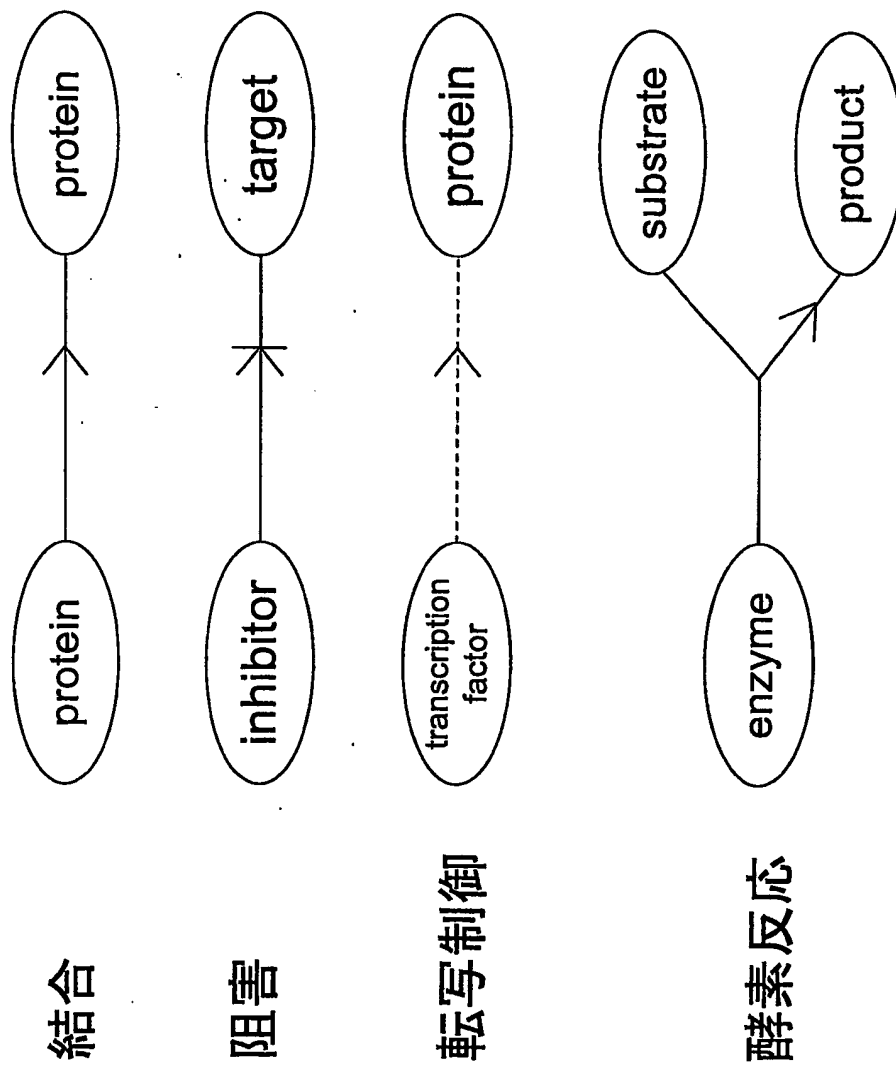 結合
protein
protein
阻害
inhibitor
target
転写制御
transcription
factor
protein
酵素反応
enzyme
substrate
product